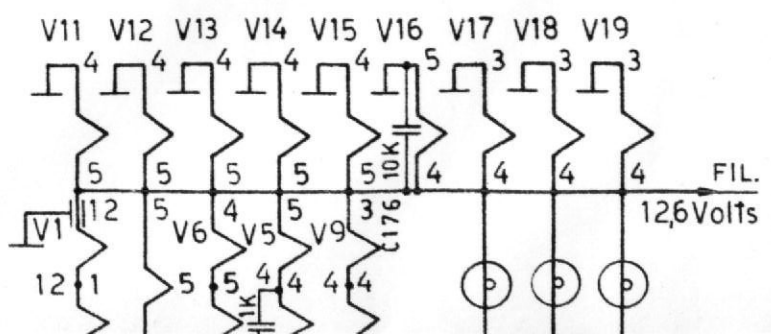 V11 V12 V13 V14 V15 V16 V17 V18 V19
4 4 4 4 4 5 3 3 3
10K
5 5 5 5 5 4 4 4 4
FIL.
12 5 4 5 3 C176 12,6Volts
V1 V6 V5 V9
12 1 5 5 4 4 4 4
1K